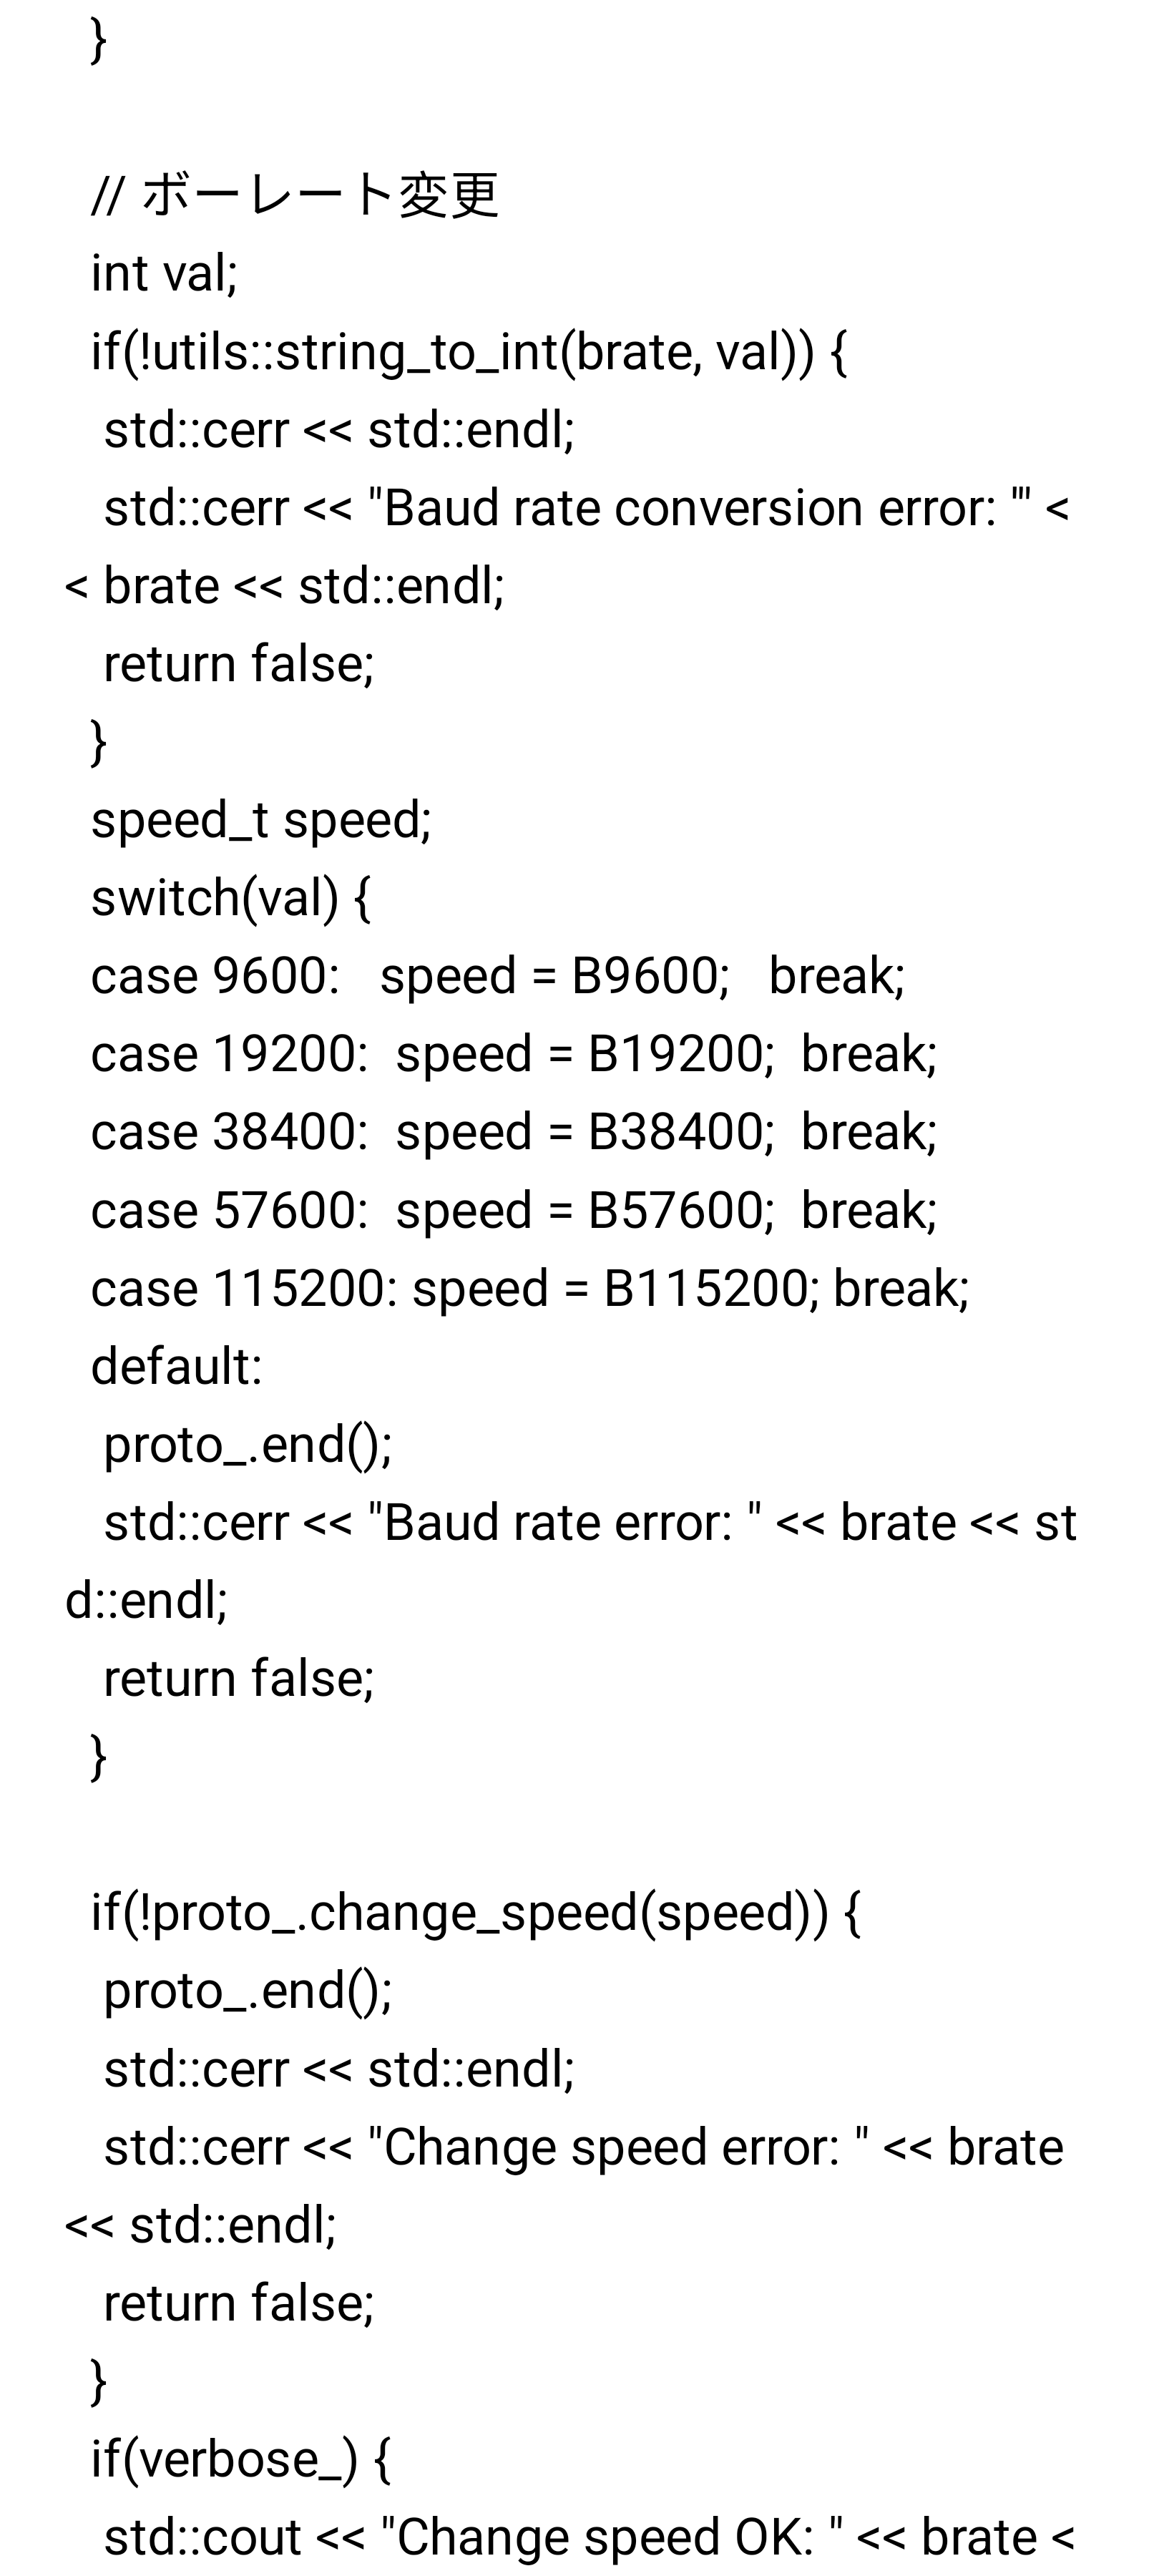 }
// ボーレート変更
int val;
if(!utils::string_to_int(brate, val)) {
std::cerr << std::endl;
std::cerr << "Baud rate conversion error: '" <
< brate << std::endl;
return false;
}
speed_t speed;
switch(val) {
case 9600:   speed = B9600;   break;
case 19200:  speed = B19200;  break;
case 38400:  speed = B38400;  break;
case 57600:  speed = B57600;  break;
case 115200: speed = B115200; break;
default:
proto_.end();
std::cerr << "Baud rate error: " << brate << st
d::endl;
return false;
}
if(!proto_.change_speed(speed)) {
proto_.end();
std::cerr << std::endl;
std::cerr << "Change speed error: " << brate
<< std::endl;
return false;
}
if(verbose_) {
std::cout << "Change speed OK: " << brate <